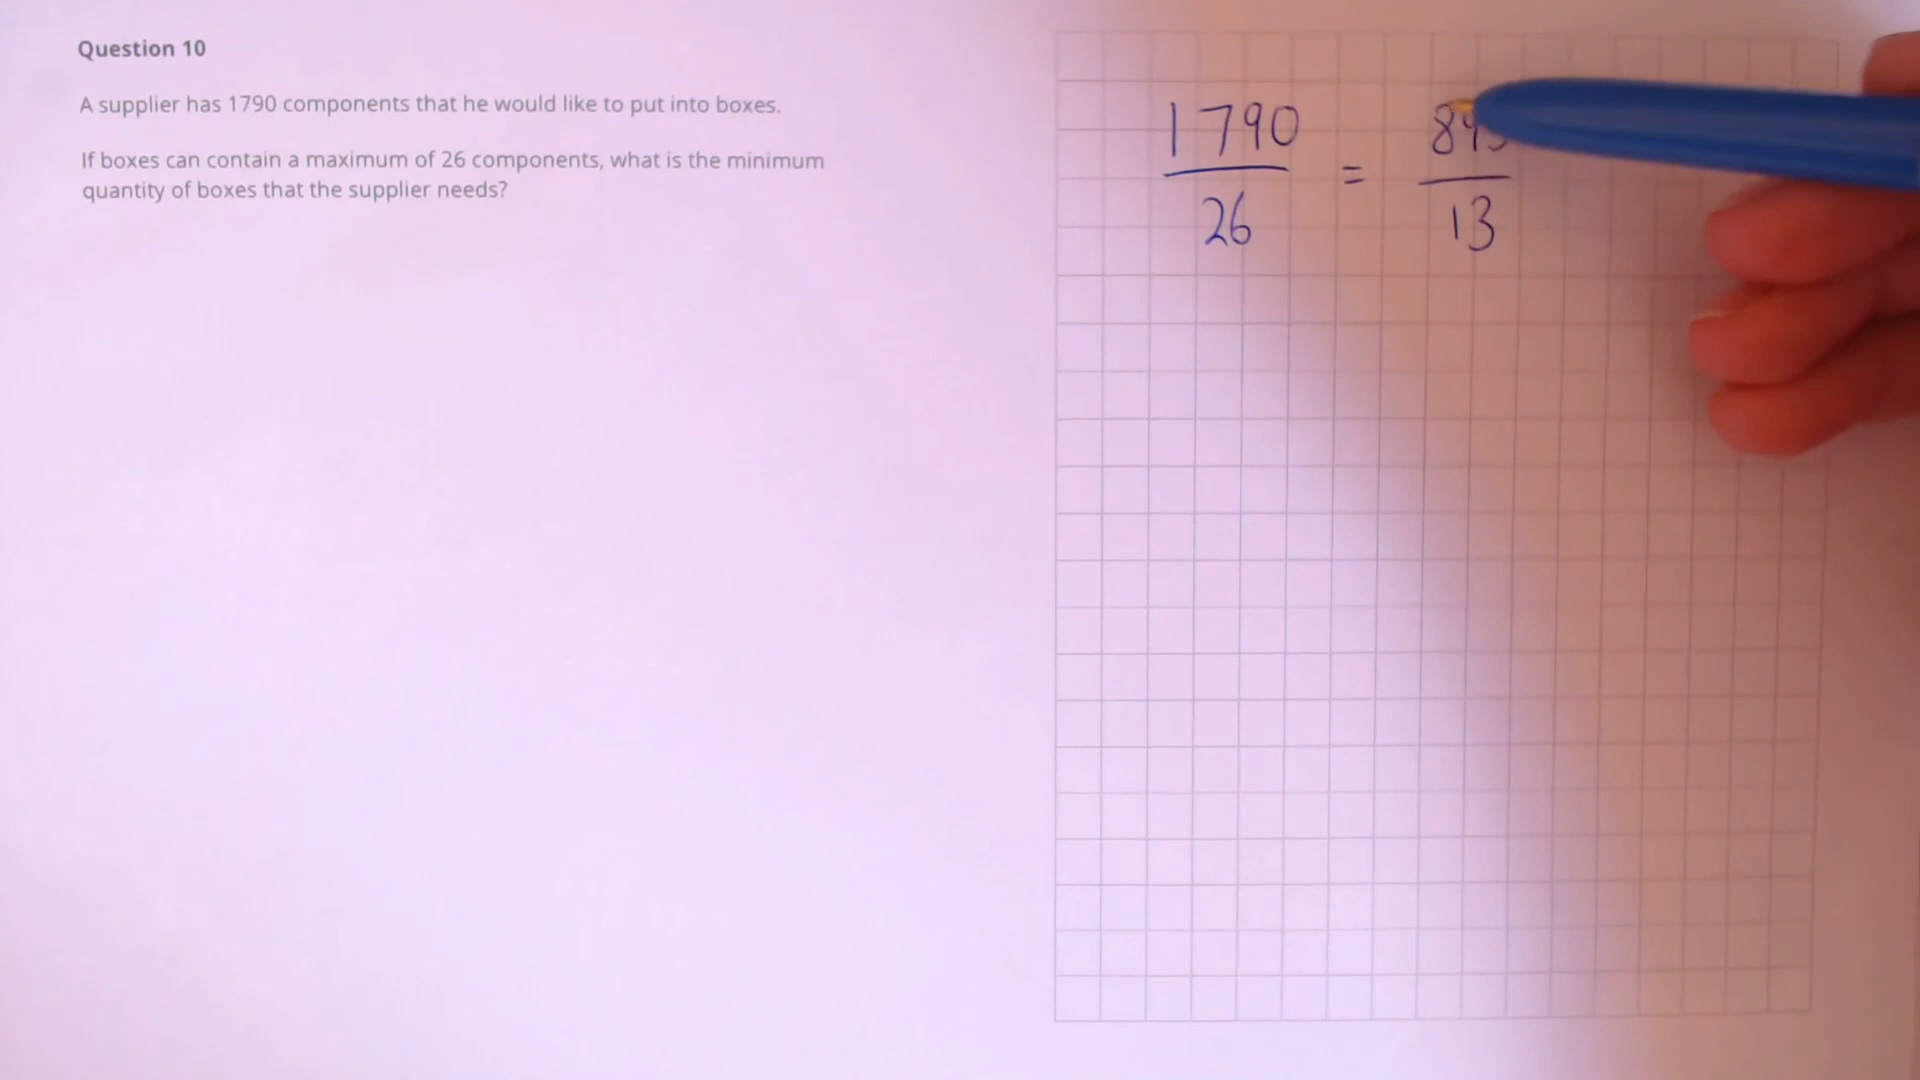 Question 10
A supplier has 1790 components that he would like to put into boxes.
If boxes can contain a maximum of 26 components, what is the minimum
quantity of boxes that the supplier needs?
1790
26
=
13